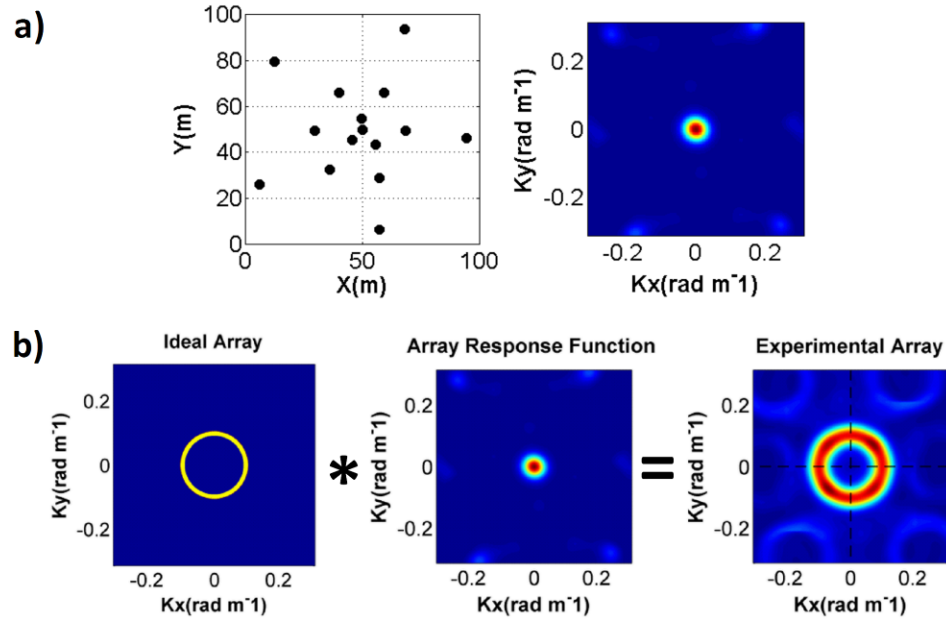 a)
100
80
60
40
20
0
Y(m)
0
50
100
X(m)
0.2
0
-0.2
Ky(rad m⁻¹)
-0.2
0
0.2
Kx(rad m⁻¹)
b)
Ideal Array
0.2
0
-0.2
Ky(rad m⁻¹)
-0.2
0
0.2
Kx(rad m⁻¹)
*
Array Response Function
0.2
0
-0.2
Ky(rad m⁻¹)
-0.2
0
0.2
Kx(rad m⁻¹)
=
Experimental Array
0.2
0
-0.2
Ky(rad m⁻¹)
-0.2
0
0.2
Kx(rad m⁻¹)